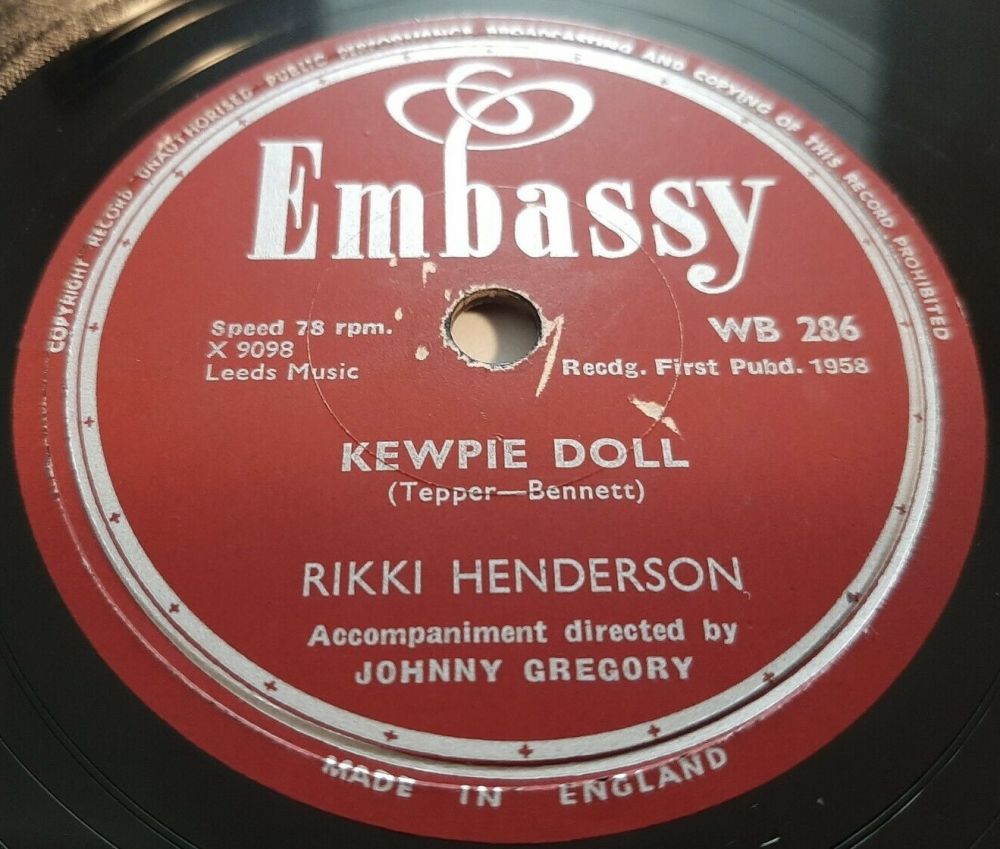 COPYRIGHT RECORD UNAUTHORISED PUBLIC PERFORMANCE BROADCASTING AND COPYING OF THIS RECORD PROHIBITED
Embassy
Speed 78 rpm.
X 9098
Leeds Music
WB 286
Recdg. First Pubd. 1958
KEWPIE DOLL
(Tepper—Bennett)
RIKKI HENDERSON
Accompaniment directed by
JOHNNY GREGORY
MADE IN ENGLAND